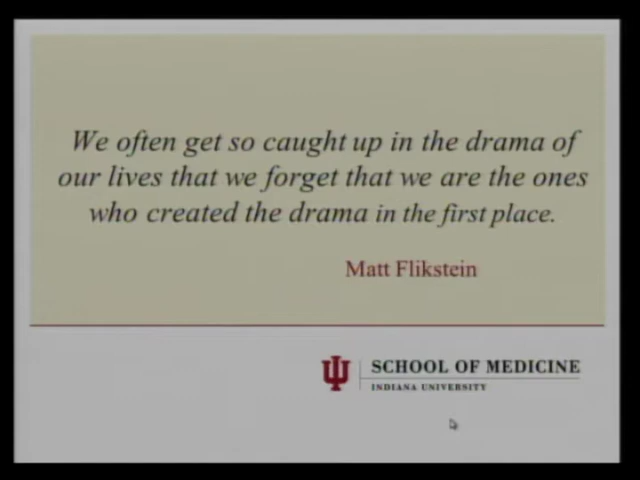 We often get so caught up in the drama of
our lives that we forget that we are the ones
who created the drama in the first place.
Matt Flikstein
SCHOOL OF MEDICINE
INDIANA UNIVERSITY